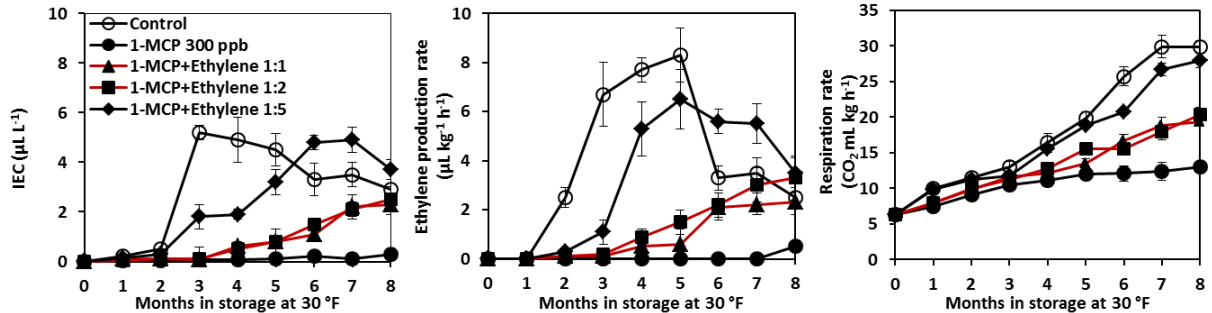 10
8
6
4
2
0
IEC (µL L⁻¹)
Control
1-MCP 300 ppb
1-MCP+Ethylene 1:1
1-MCP+Ethylene 1:2
1-MCP+Ethylene 1:5
0 1 2 3 4 5 6 7 8
Months in storage at 30 °F
10
8
6
4
2
0
Ethylene production rate
(µL kg⁻¹ h⁻¹)
0 1 2 3 4 5 6 7 8
Months in storage at 30 °F
35
30
25
20
15
10
5
0
Respiration rate
(CO₂ mL kg h⁻¹)
0 1 2 3 4 5 6 7 8
Months in storage at 30 °F